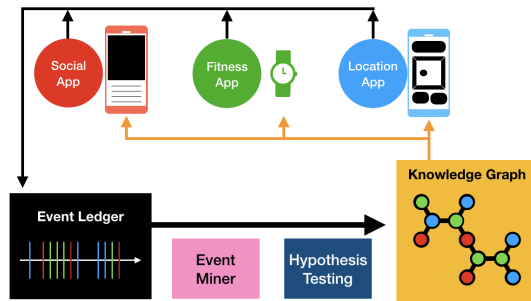 Social
App
Fitness
App
Location
App
Event Ledger
Event
Miner
Hypothesis
Testing
Knowledge Graph